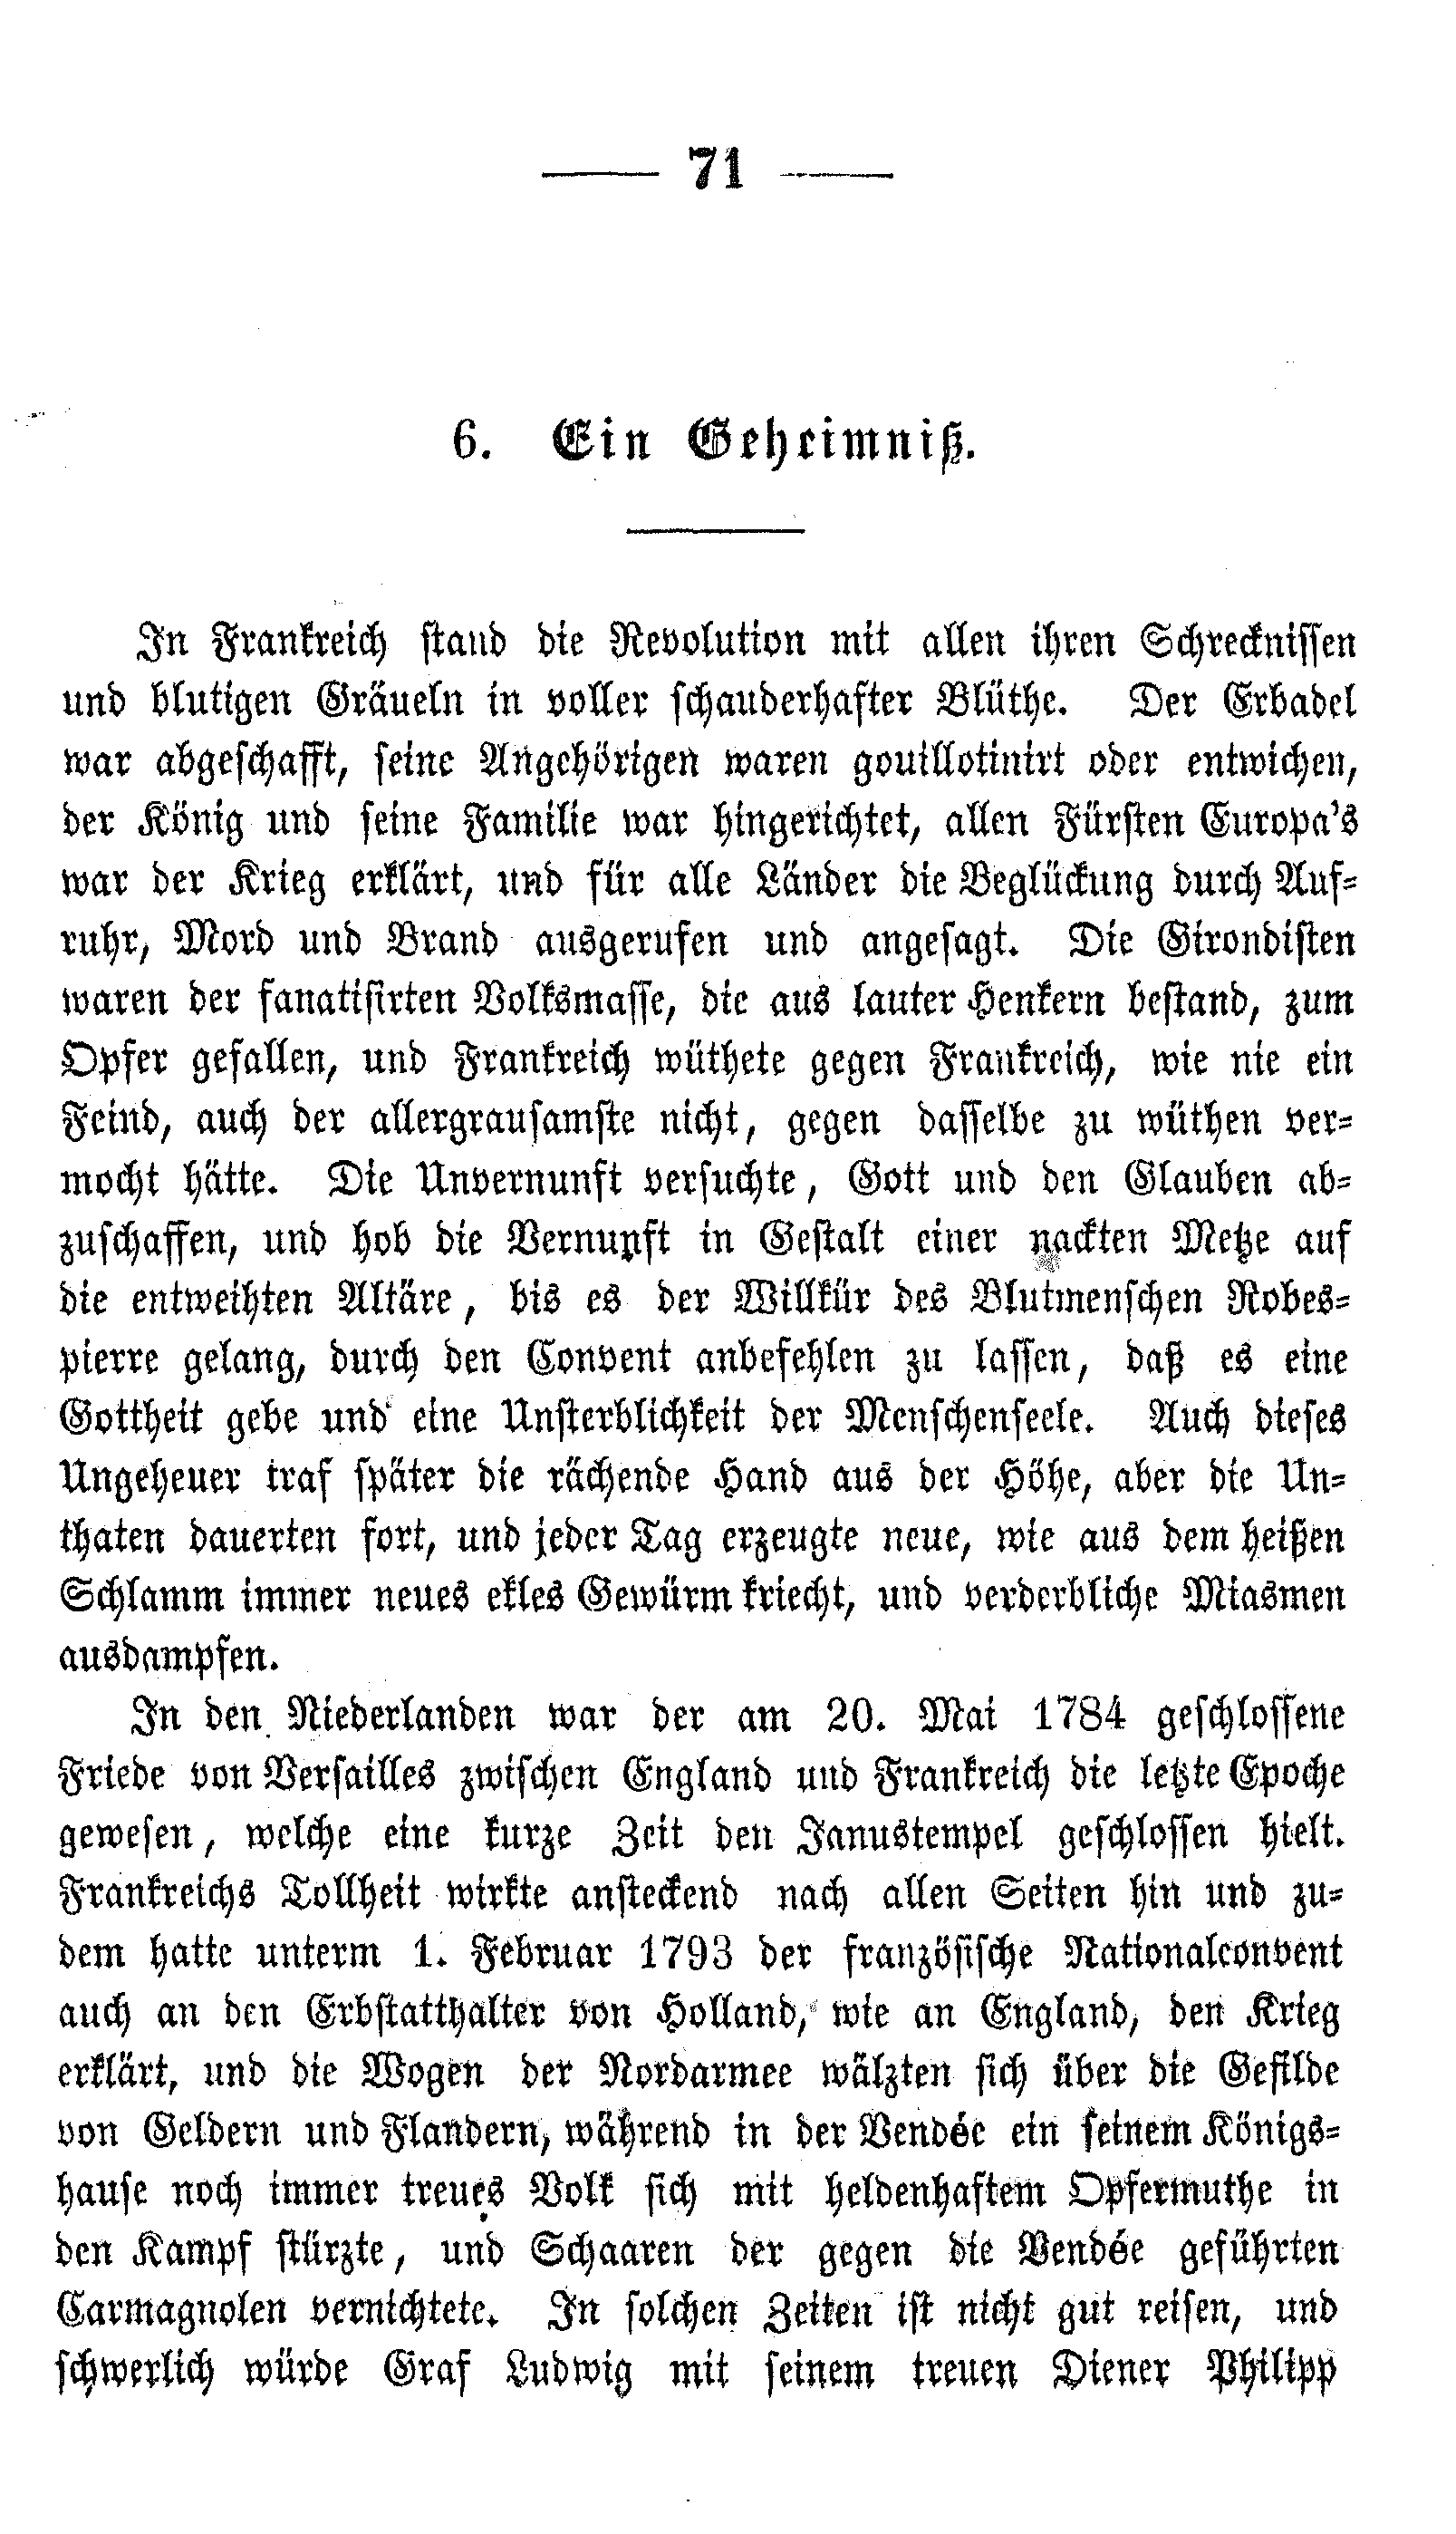 71
6. Ein Geheimniß.
In Frankreich stand die Revolution mit allen ihren Schrecknissen
und blutigen Gräueln in voller schauderhafter Blüthe. Der Erbadel
war abgeschafft, seine Angehörigen waren gouillotinirt oder entwichen,
der König und seine Familie war hingerichtet, allen Fürsten Europa's
war der Krieg erklärt, und für alle Länder die Beglückung durch Auf-
ruhr, Mord und Brand ausgerufen und angesagt. Die Girondisten
waren der fanatisirten Volksmasse, die aus lauter Henkern bestand, zum
Opfer gefallen, und Frankreich wüthete gegen Frankreich, wie nie ein
Feind, auch der allergrausamste nicht, gegen dasselbe zu wüthen ver-
mocht hätte. Die Unvernunft versuchte, Gott und den Glauben ab-
zuschaffen, und hob die Vernunft in Gestalt einer nackten Metze auf
die entweihten Altäre, bis es der Willkür des Blutmenschen Robes-
pierre gelang, durch den Convent anbefehlen zu lassen, daß es eine
Gottheit gebe und eine Unsterblichkeit der Menschenseele. Auch dieses
Ungeheuer traf später die rächende Hand aus der Höhe, aber die Un-
thaten dauerten fort, und jeder Tag erzeugte neue, wie aus dem heißen
Schlamm immer neues ekles Gewürm kriecht, und verderbliche Miasmen
ausdampfen.
In den Niederlanden war der am 20. Mai 1784 geschlossene
Friede von Versailles zwischen England und Frankreich die letzte Epoche
gewesen, welche eine kurze Zeit den Janustempel geschlossen hielt.
Frankreichs Tollheit wirkte ansteckend nach allen Seiten hin und zu-
dem hatte unterm 1. Februar 1793 der französische Nationalconvent
auch an den Erbstatthalter von Holland, wie an England, den Krieg
erklärt, und die Wogen der Nordarmee wälzten sich über die Gefilde
von Geldern und Flandern, während in der Vendée ein seinem Königs-
hause noch immer treues Volk sich mit heldenhaftem Opfermuthe in
den Kampf stürzte, und Schaaren der gegen die Vendée geführten
Carmagnolen vernichtete. In solchen Zeiten ist nicht gut reisen, und
schwerlich würde Graf Ludwig mit seinem treuen Diener Philipp